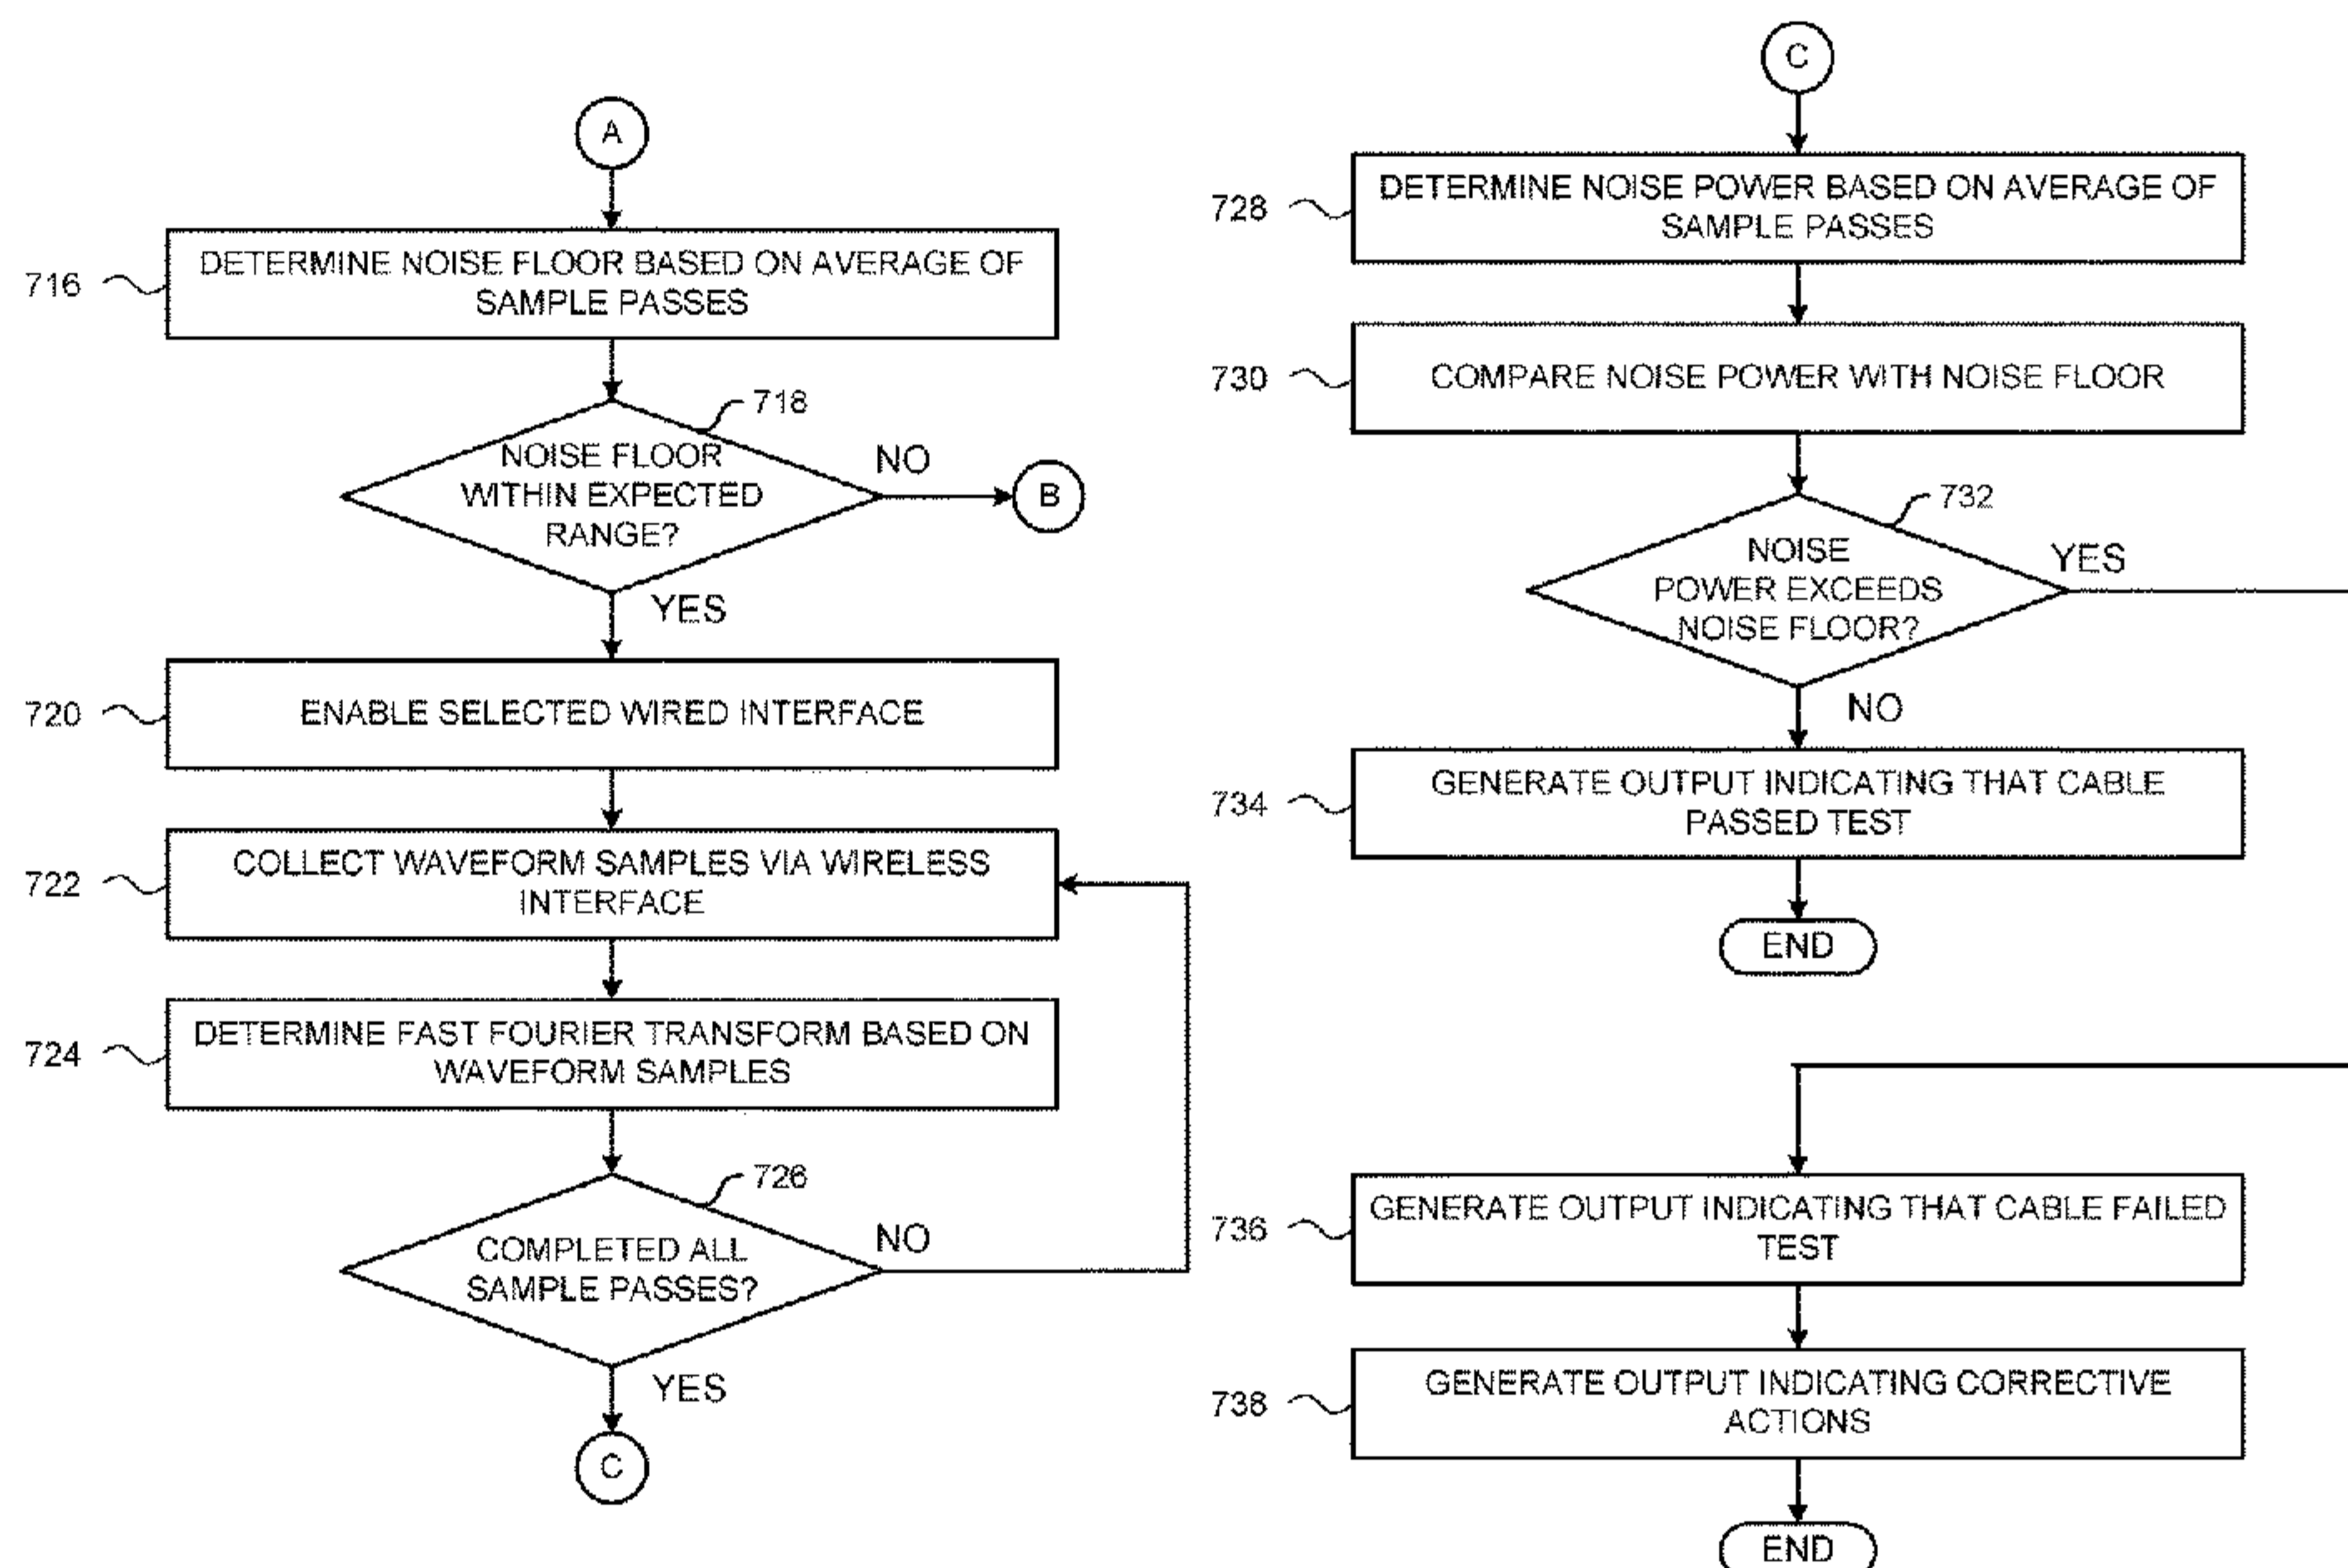 A
716
DETERMINE NOISE FLOOR BASED ON AVERAGE OF
SAMPLE PASSES
718
NOISE FLOOR
WITHIN EXPECTED
RANGE?
NO
B
YES
720
ENABLE SELECTED WIRED INTERFACE
722
COLLECT WAVEFORM SAMPLES VIA WIRELESS
INTERFACE
724
DETERMINE FAST FOURIER TRANSFORM BASED ON
WAVEFORM SAMPLES
726
COMPLETED ALL
SAMPLE PASSES?
NO
YES
C
C
728
DETERMINE NOISE POWER BASED ON AVERAGE OF
SAMPLE PASSES
730
COMPARE NOISE POWER WITH NOISE FLOOR
732
NOISE
POWER EXCEEDS
NOISE FLOOR?
YES
NO
734
GENERATE OUTPUT INDICATING THAT CABLE
PASSED TEST
END
736
GENERATE OUTPUT INDICATING THAT CABLE FAILED
TEST
738
GENERATE OUTPUT INDICATING CORRECTIVE
ACTIONS
END